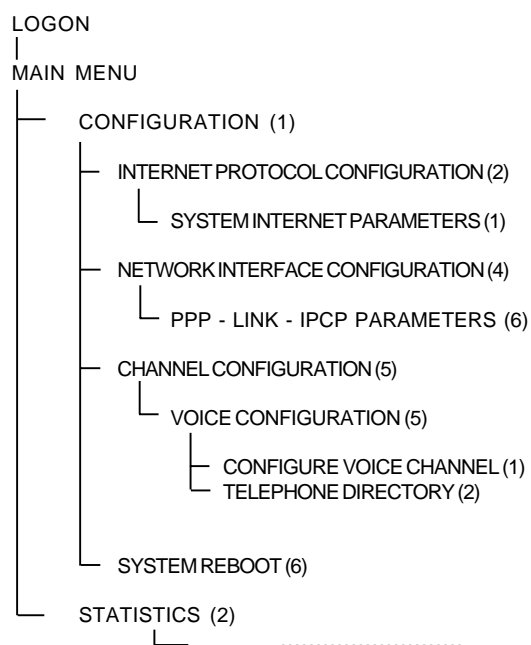 LOGON
MAIN MENU
CONFIGURATION (1)
INTERNET PROTOCOL CONFIGURATION (2)
SYSTEM INTERNET PARAMETERS (1)
NETWORK INTERFACE CONFIGURATION (4)
PPP - LINK - IPCP PARAMETERS (6)
CHANNEL CONFIGURATION (5)
VOICE CONFIGURATION (5)
CONFIGURE VOICE CHANNEL (1)
TELEPHONE DIRECTORY (2)
SYSTEM REBOOT (6)
STATISTICS (2)